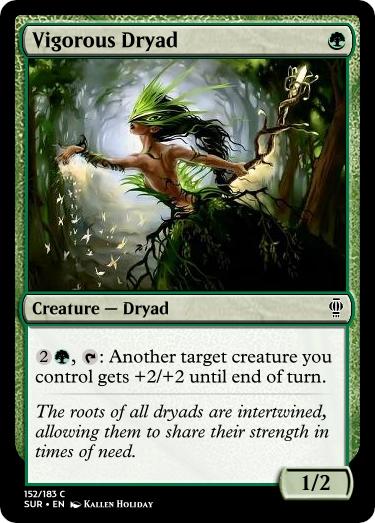 Vigorous Dryad
Creature — Dryad
2, : Another target creature you
control gets +2/+2 until end of turn.
The roots of all dryads are intertwined,
allowing them to share their strength in
times of need.
1/2
152/183 C
SUR • EN Kallen Holiday